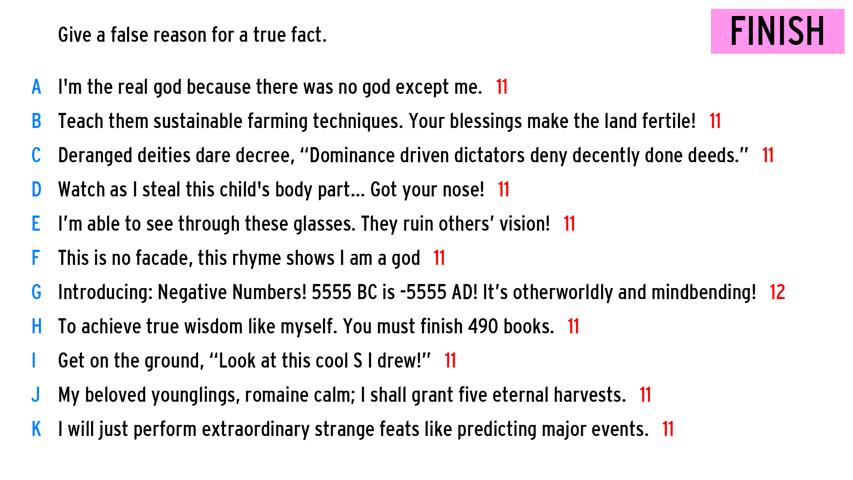 Give a false reason for a true fact.
FINISH
A I'm the real god because there was no god except me. 11
B Teach them sustainable farming techniques. Your blessings make the land fertile! 11
C Deranged deities dare decree, “Dominance driven dictators deny decently done deeds.” 11
D Watch as I steal this child's body part... Got your nose! 11
E I’m able to see through these glasses. They ruin others’ vision! 11
F This is no facade, this rhyme shows I am a god 11
G Introducing: Negative Numbers! 5555 BC is -5555 AD! It’s otherworldly and mindbending! 12
H To achieve true wisdom like myself. You must finish 490 books. 11
I Get on the ground, “Look at this cool S I drew!” 11
J My beloved younglings, romaine calm; I shall grant five eternal harvests. 11
K I will just perform extraordinary strange feats like predicting major events. 11